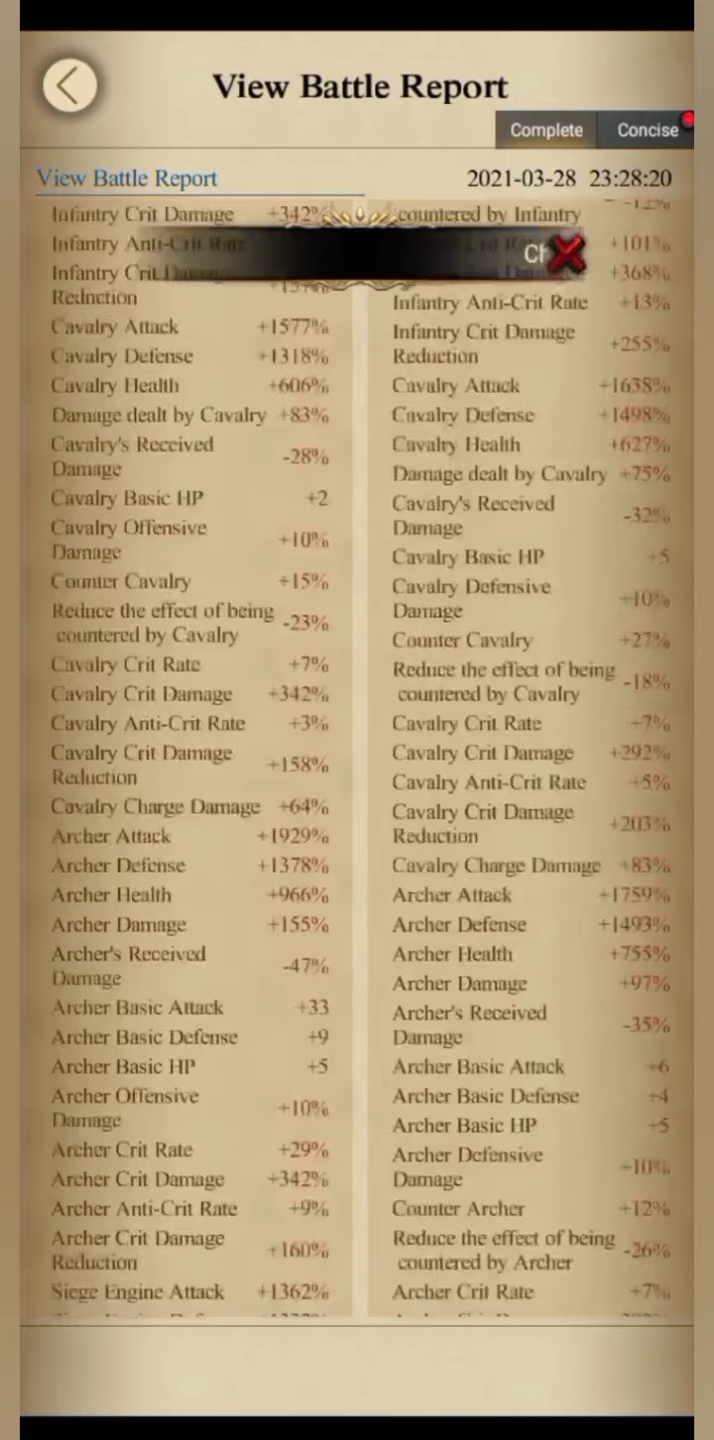 View Battle Report
Complete
Concise
View Battle Report
2021-03-28 23:28:20
Infantry Crit Damage +342%
Infantry Anti-Crit Rate
Infantry Crit Damage
Reduction
Cavalry Attack +1577%
Cavalry Defense +1318%
Cavalry Health +606%
Damage dealt by Cavalry +83%
Cavalry's Received
Damage -28%
Cavalry Basic HP +2
Cavalry Offensive
Damage +10%
Counter Cavalry +15%
Reduce the effect of being
countered by Cavalry -23%
Cavalry Crit Rate +7%
Cavalry Crit Damage +342%
Cavalry Anti-Crit Rate +3%
Cavalry Crit Damage
Reduction +158%
Cavalry Charge Damage +64%
Archer Attack +1929%
Archer Defense +1378%
Archer Health +966%
Archer Damage +155%
Archer's Received
Damage -47%
Archer Basic Attack +33
Archer Basic Defense +9
Archer Basic HP +5
Archer Offensive
Damage +10%
Archer Crit Rate +29%
Archer Crit Damage +342%
Archer Anti-Crit Rate +9%
Archer Crit Damage
Reduction +160%
Siege Engine Attack +1362%
countered by Infantry
+101%
+368%
Infantry Anti-Crit Rate +13%
Infantry Crit Damage
Reduction +255%
Cavalry Attack +1638%
Cavalry Defense +1498%
Cavalry Health +627%
Damage dealt by Cavalry +75%
Cavalry's Received
Damage -32%
Cavalry Basic HP +5
Cavalry Defensive
Damage +10%
Counter Cavalry +27%
Reduce the effect of being
countered by Cavalry -18%
Cavalry Crit Rate +7%
Cavalry Crit Damage +292%
Cavalry Anti-Crit Rate +5%
Cavalry Crit Damage
Reduction +203%
Cavalry Charge Damage +83%
Archer Attack +1759%
Archer Defense +1493%
Archer Health +755%
Archer Damage +97%
Archer's Received
Damage -35%
Archer Basic Attack +6
Archer Basic Defense +4
Archer Basic HP +5
Archer Defensive
Damage +10%
Counter Archer +12%
Reduce the effect of being
countered by Archer -26%
Archer Crit Rate +7%